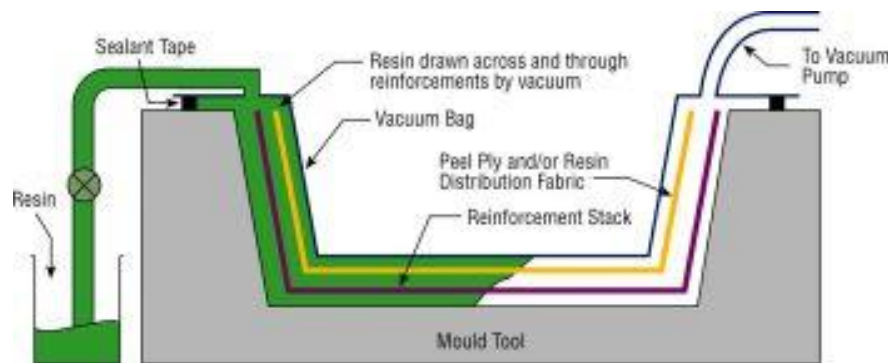 Sealant Tape
Resin drawn across and through
reinforcements by vacuum
To Vacuum
Pump
Vacuum Bag
Peel Ply and/or Resin
Distribution Fabric
Resin
Reinforcement Stack
Mould Tool